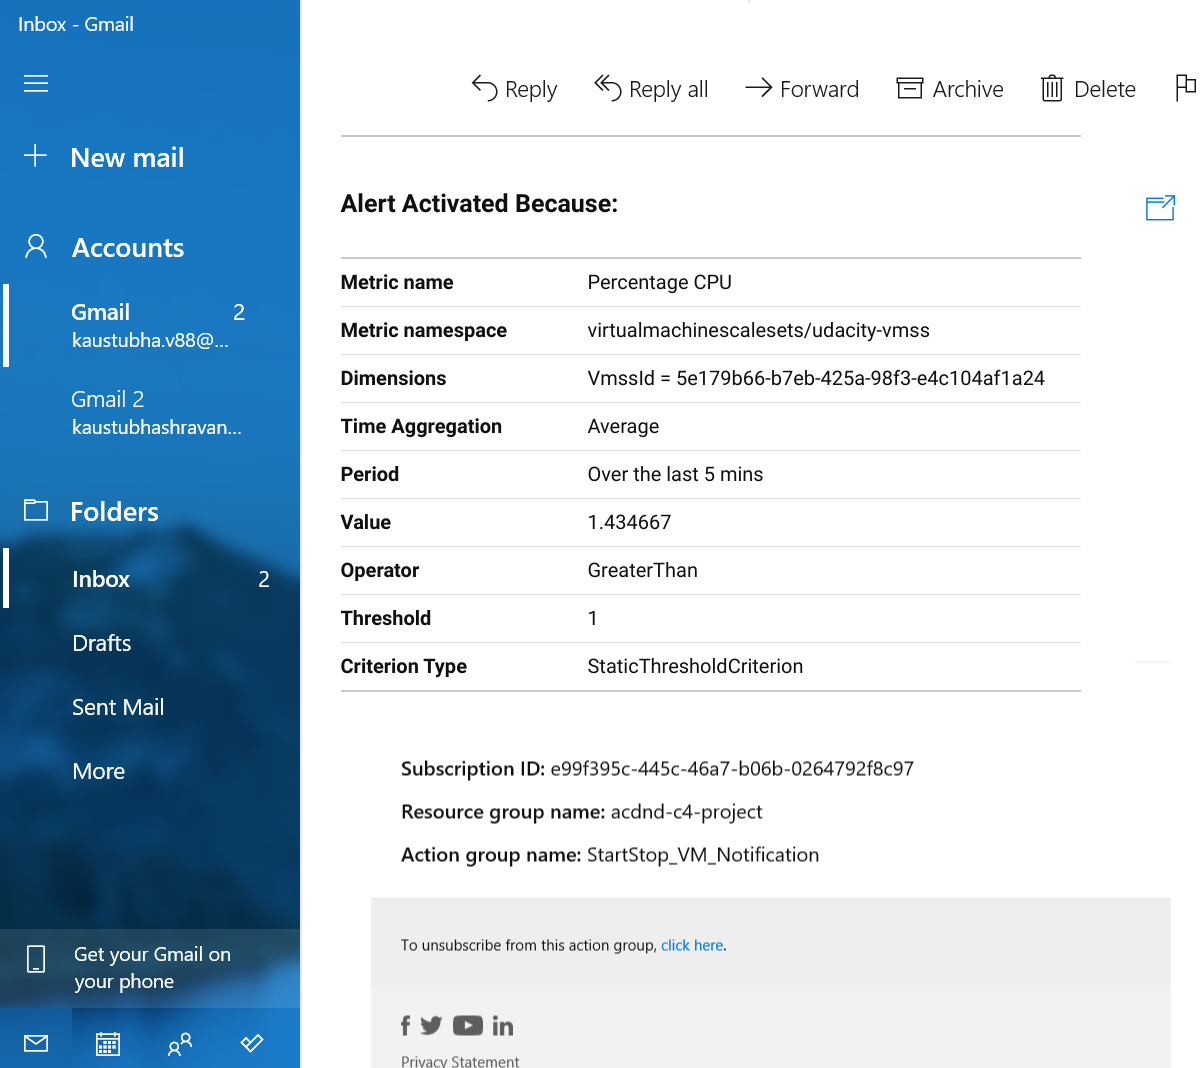 Inbox - Gmail
New mail
Accounts
Gmail 2
kaustubha.v88@...
Gmail 2
kaustubhashravan...
Folders
Inbox 2
Drafts
Sent Mail
More
Get your Gmail on
your phone
Reply Reply all Forward Archive Delete
Alert Activated Because:
Metric name Percentage CPU
Metric namespace virtualmachinescalesets/udacity-vmss
Dimensions VmssId = 5e179b66-b7eb-425a-98f3-e4c104af1a24
Time Aggregation Average
Period Over the last 5 mins
Value 1.434667
Operator GreaterThan
Threshold 1
Criterion Type StaticThresholdCriterion
Subscription ID: e99f395c-445c-46a7-b06b-0264792f8c97
Resource group name: acdnd-c4-project
Action group name: StartStop_VM_Notification
To unsubscribe from this action group, click here.
Privacy Statement